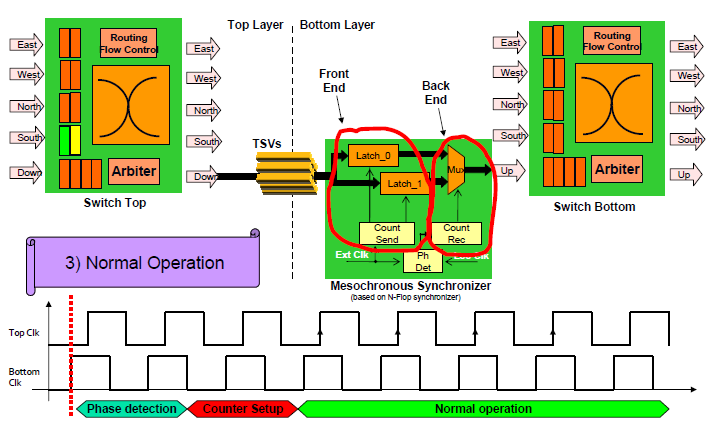 Top Layer
Bottom Layer
East
West
North
South
Down
Routing
Flow Control
Arbiter
East
West
North
South
Down
Switch Top
TSVs
Front
End
Back
End
Latch_0
Latch_1
Mux
Count
Send
Count
Rec
Ext Clk
Ph
Det
Clk
Mesochronous Synchronizer
(based on N-Flop synchronizer)
East
West
North
South
Up
Routing
Flow Control
Arbiter
East
West
North
South
Up
Switch Bottom
3) Normal Operation
Top Clk
Bottom
Clk
Phase detection
Counter Setup
Normal operation